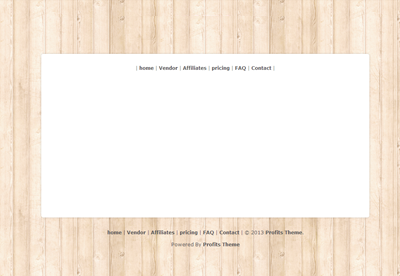 | home | Vendor | Affiliates | pricing | FAQ | Contact |
home | Vendor | Affiliates | pricing | FAQ | Contact | © 2013 Profits Theme.
Powered By Profits Theme